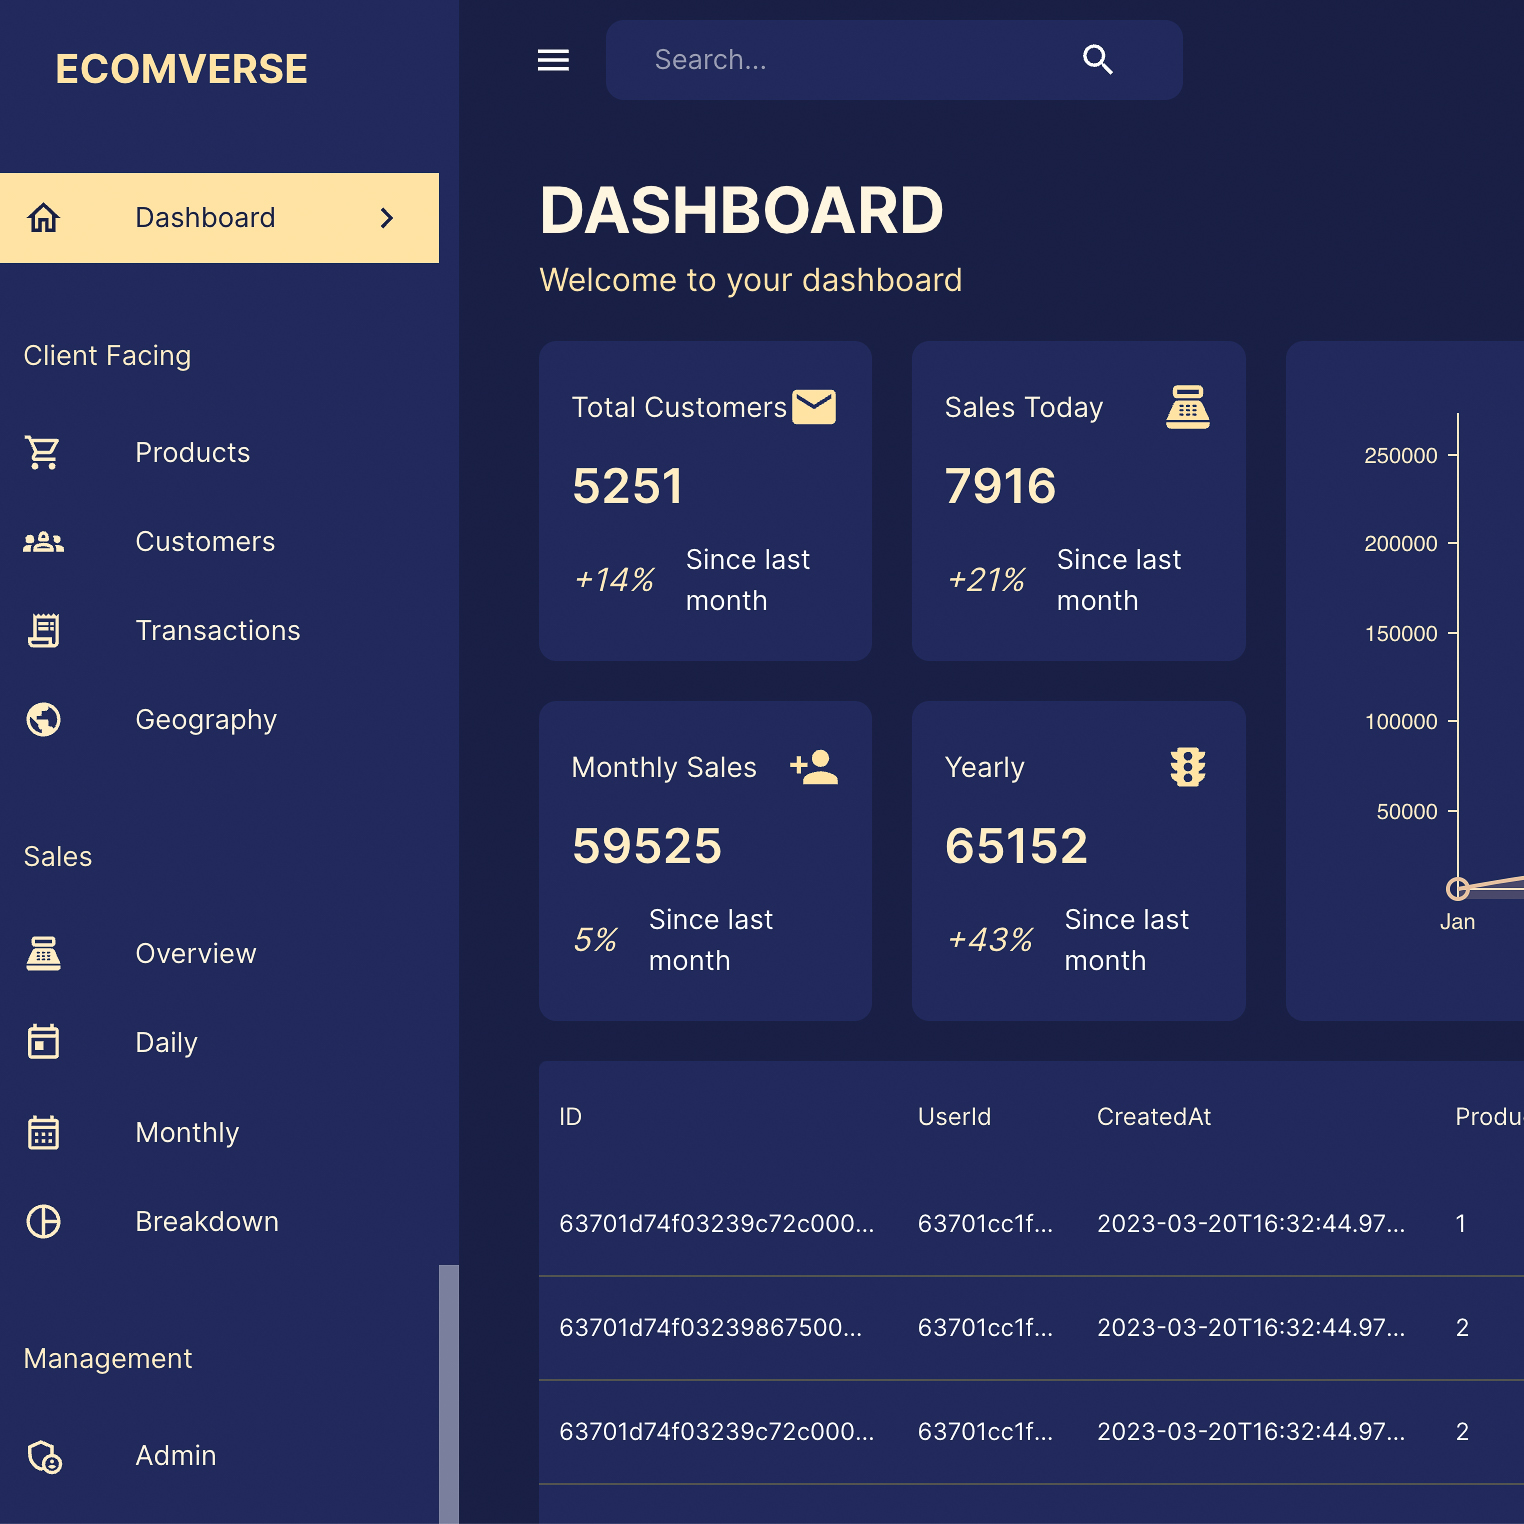 ECOMVERSE
Search...
Dashboard
Client Facing
Products
Customers
Transactions
Geography
Sales
Overview
Daily
Monthly
Breakdown
Management
Admin
DASHBOARD
Welcome to your dashboard
Total Customers
5251
+14%
Since last
month
Sales Today
7916
+21%
Since last
month
Monthly Sales
59525
5%
Since last
month
Yearly
65152
+43%
Since last
month
250000
200000
150000
100000
50000
Jan
ID UserId CreatedAt Produ
63701d74f03239c72c000... 63701cc1f... 2023-03-20T16:32:44.97... 1
63701d74f03239867500... 63701cc1f... 2023-03-20T16:32:44.97... 2
63701d74f03239c72c000... 63701cc1f... 2023-03-20T16:32:44.97... 2